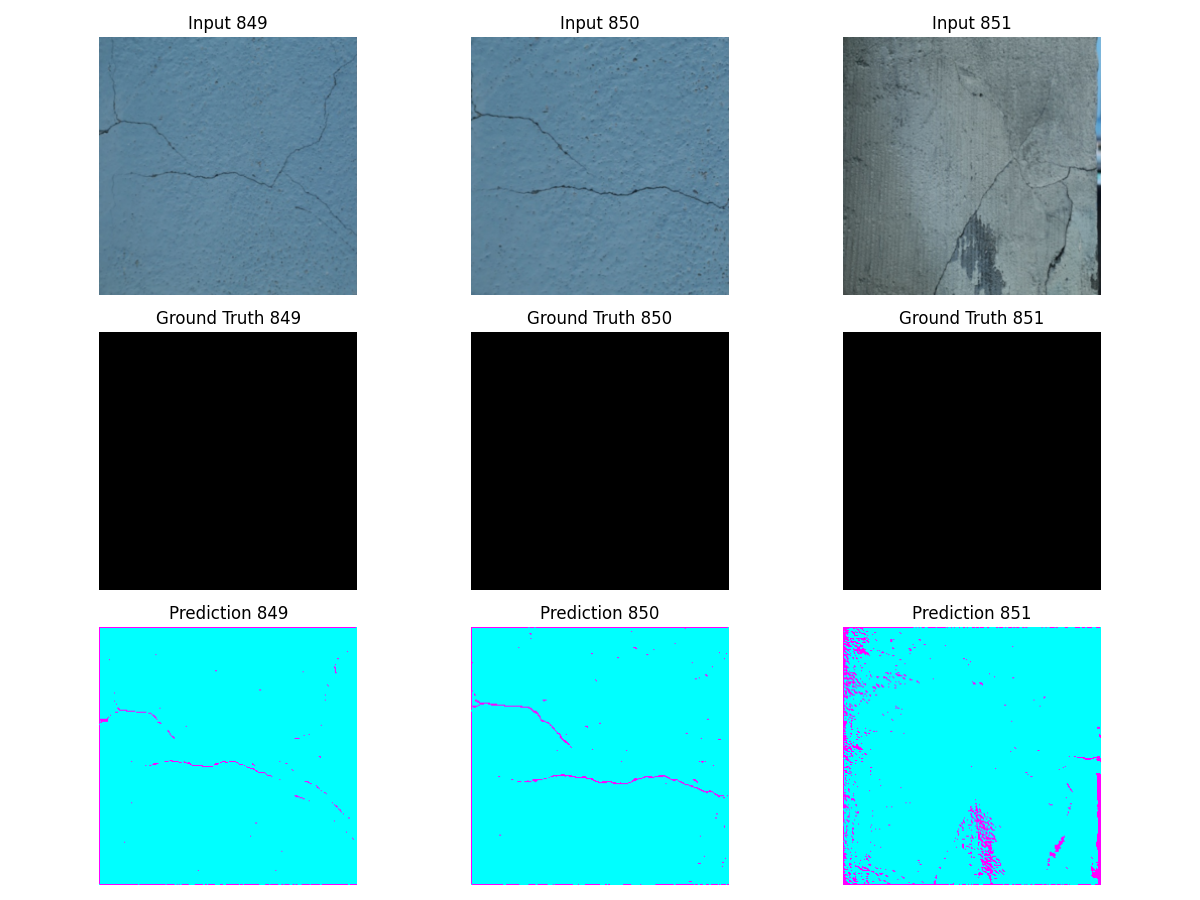 Input 849
Input 850
Input 851
Ground Truth 849
Ground Truth 850
Ground Truth 851
Prediction 849
Prediction 850
Prediction 851